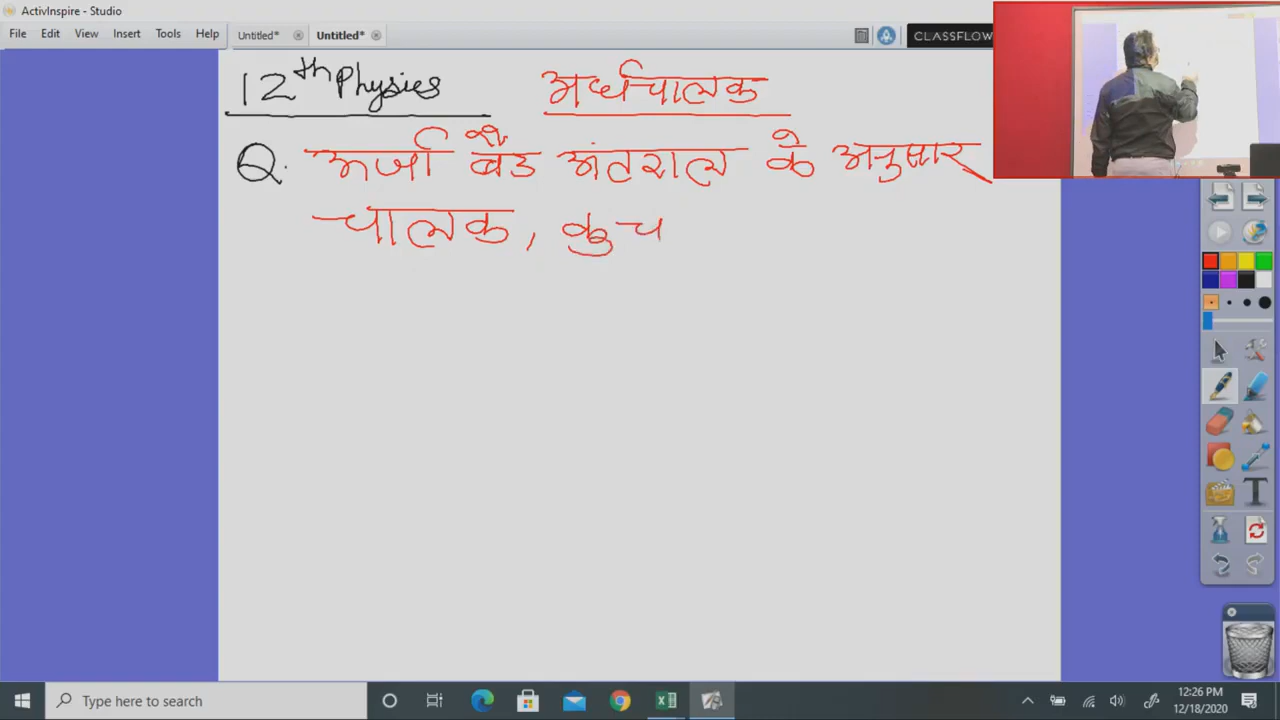 ActivInspire - Studio
File Edit View Insert Tools Help
Untitled* Untitled* CLASSFLOW
12th Physics अर्धचालक
Q. ऊर्जा बैंड अंतराल के अनुसार
चालक, कुच
Type here to search
12:26 PM
12/18/2020